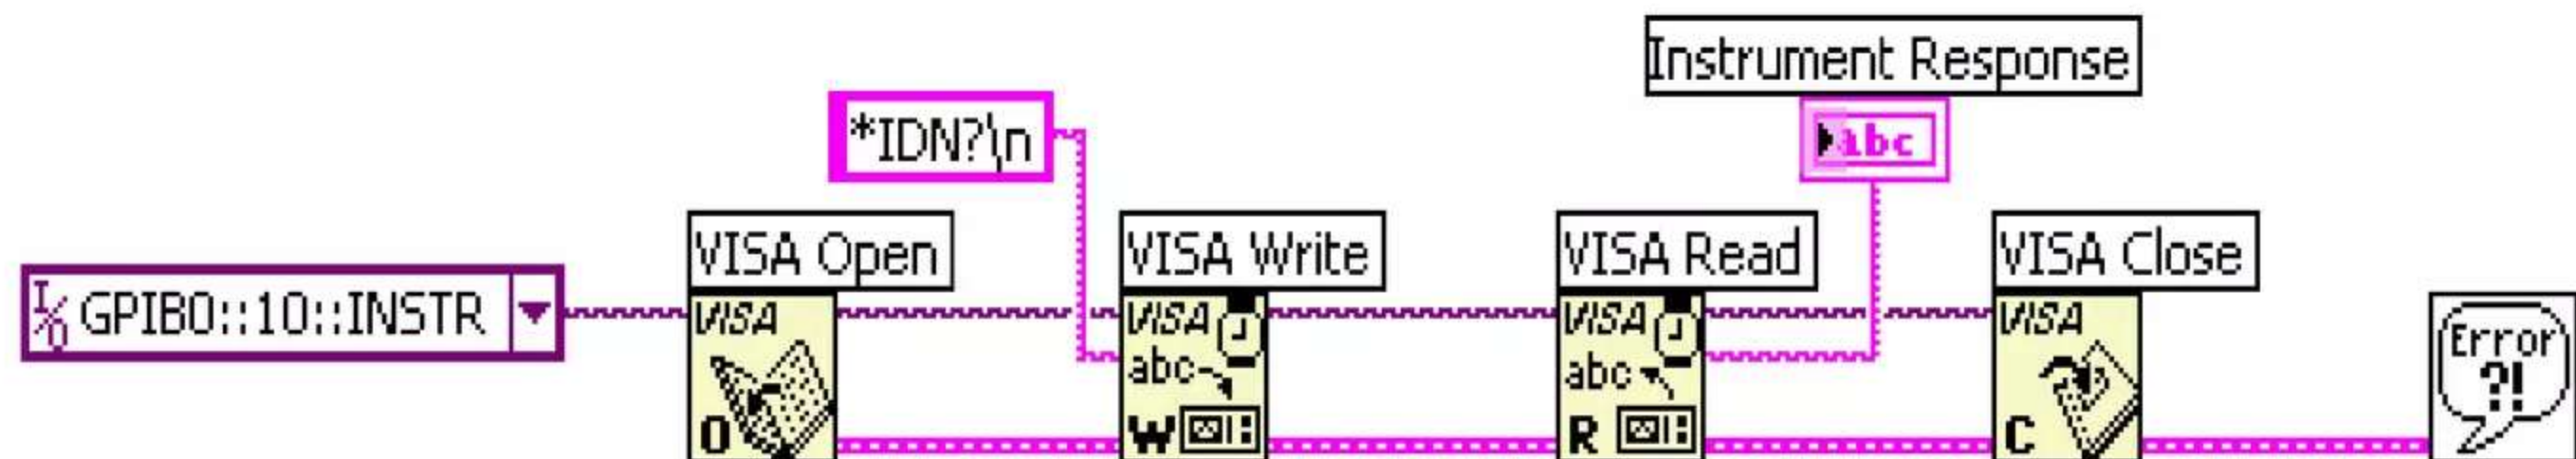 Instrument Response
*IDN?\n
abc
VISA Open
VISA Write
VISA Read
VISA Close
I/O GPIB0::10::INSTR
VISA
VISA
VISA
VISA
Error
?!
abc
abc
O
W
R
C